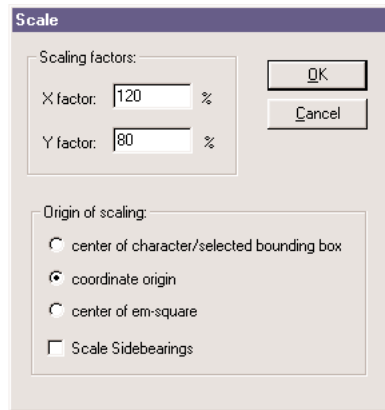 Scale
Scaling factors:
X factor: 120 %
Y factor: 80 %
OK
Cancel
Origin of scaling:
center of character/selected bounding box
coordinate origin
center of em-square
Scale Sidebearings